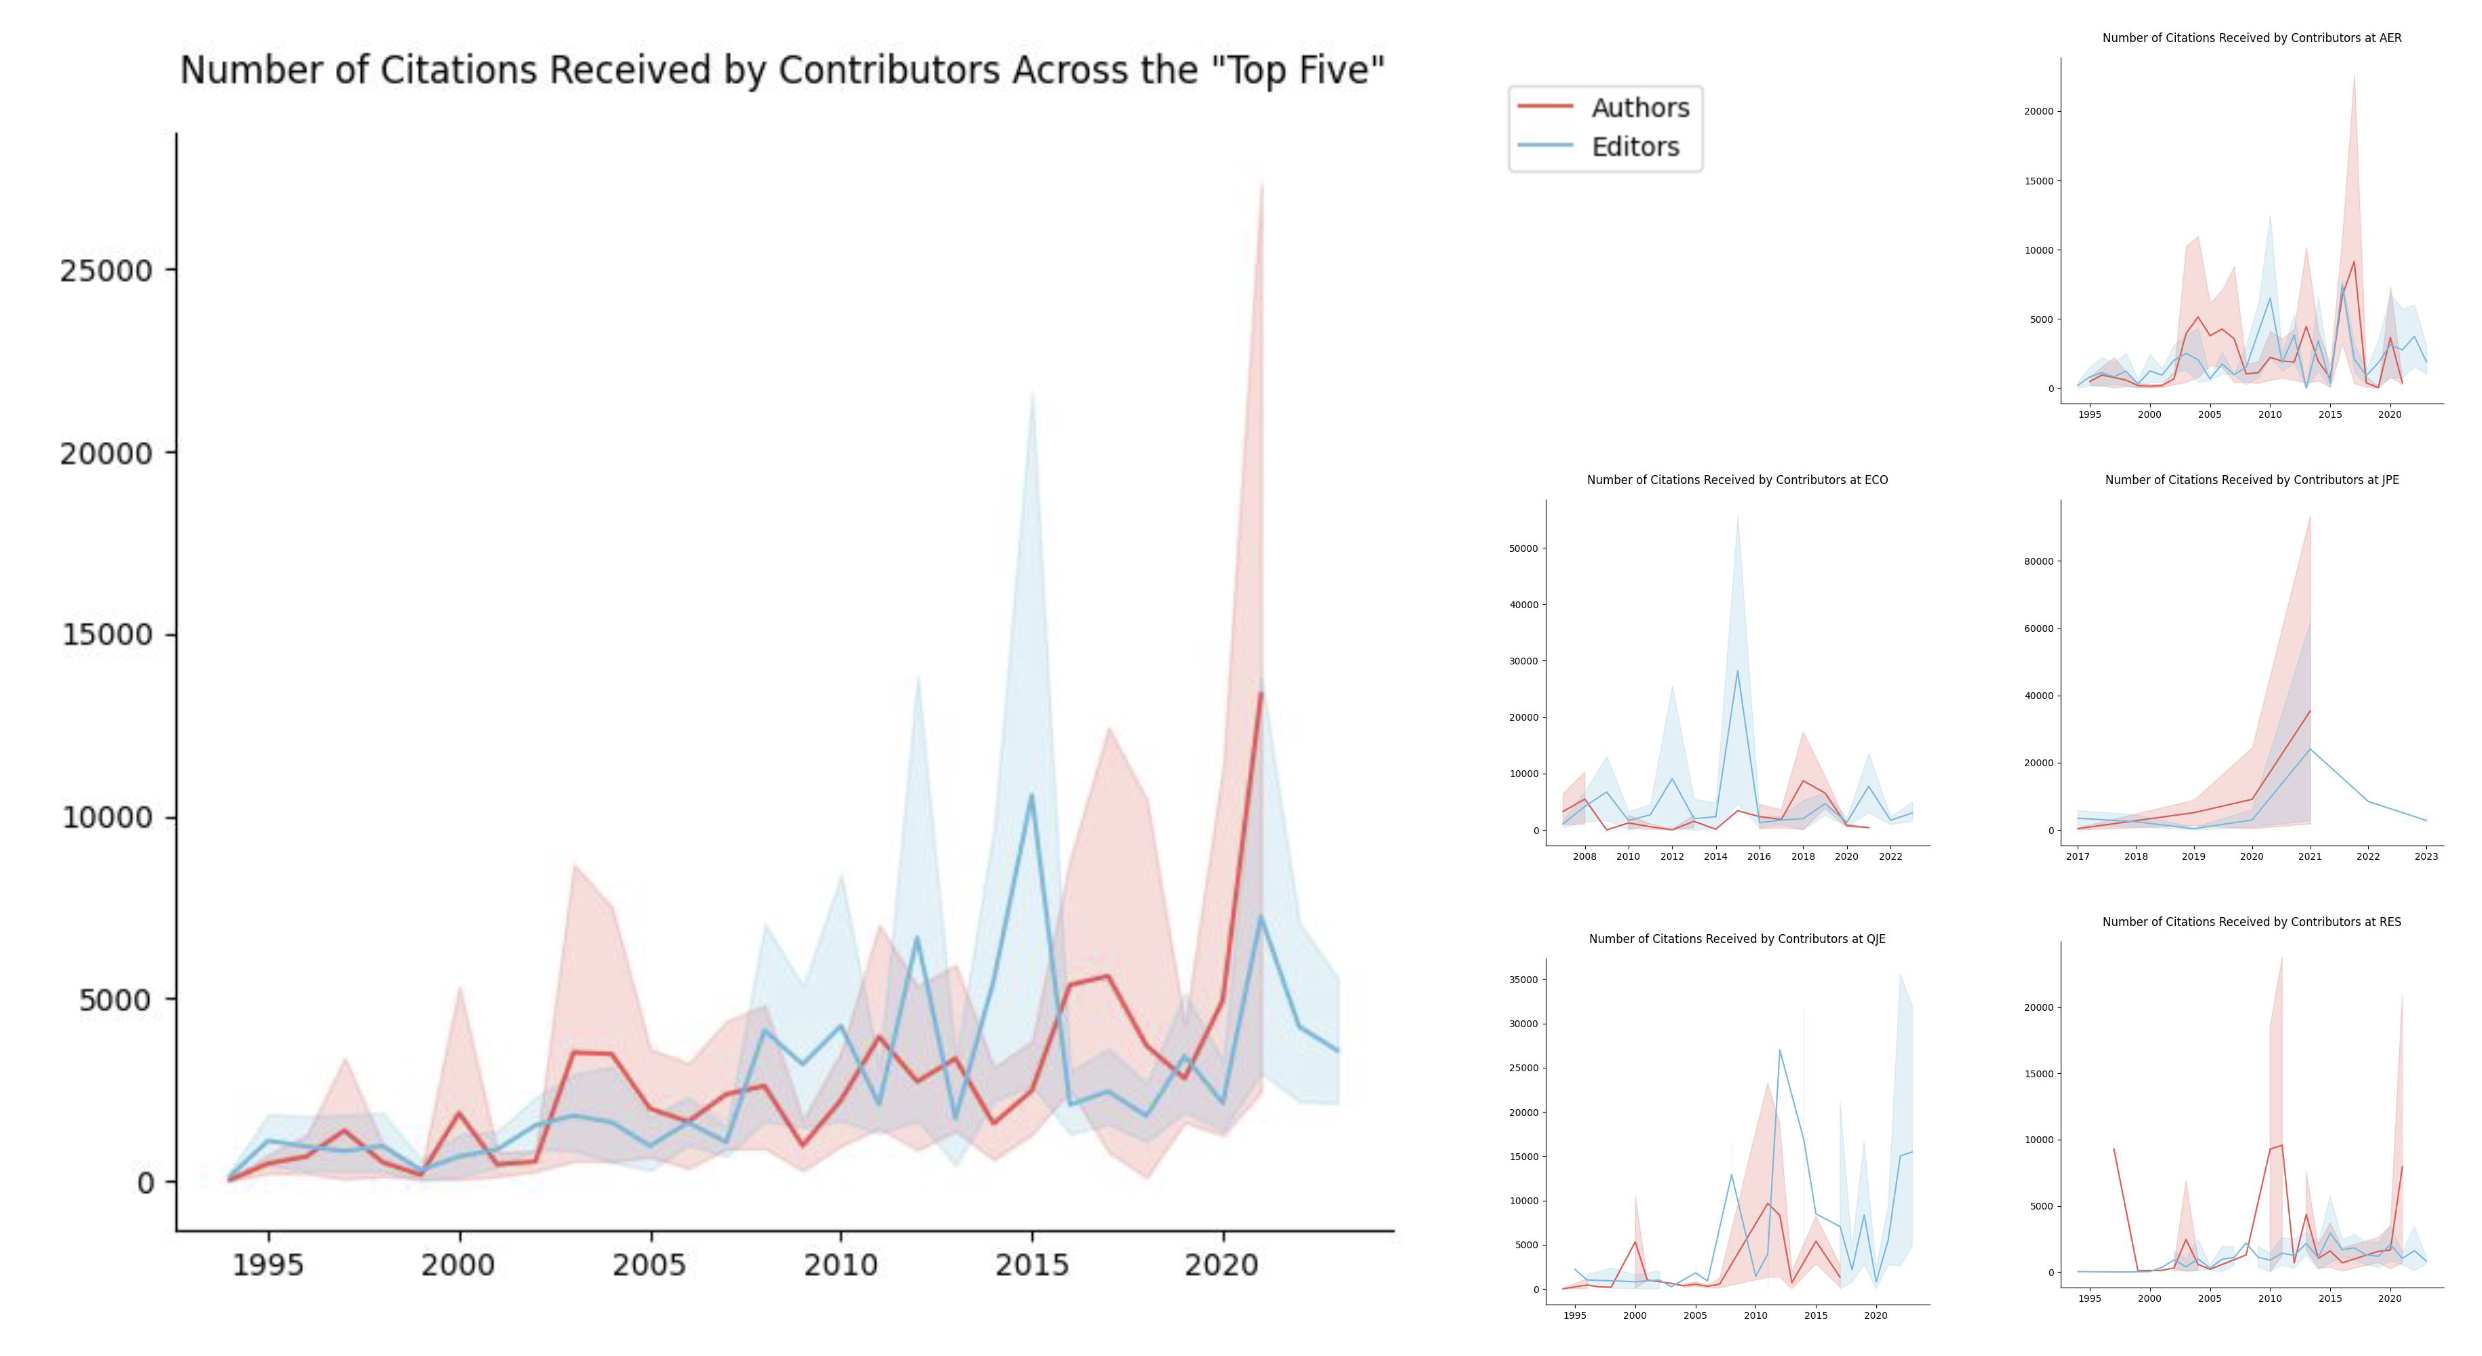 Number of Citations Received by Contributors Across the "Top Five"
25000
20000
15000
10000
5000
0
1995 2000 2005 2010 2015 2020
Authors
Editors
Number of Citations Received by Contributors at AER
20000
15000
10000
5000
0
1995 2000 2005 2010 2015 2020
Number of Citations Received by Contributors at ECO
50000
40000
30000
20000
10000
0
2008 2010 2012 2014 2016 2018 2020 2022
Number of Citations Received by Contributors at JPE
80000
60000
40000
20000
0
2017 2018 2019 2020 2021 2022 2023
Number of Citations Received by Contributors at QJE
35000
30000
25000
20000
15000
10000
5000
0
1995 2000 2005 2010 2015 2020
Number of Citations Received by Contributors at RES
20000
15000
10000
5000
0
1995 2000 2005 2010 2015 2020